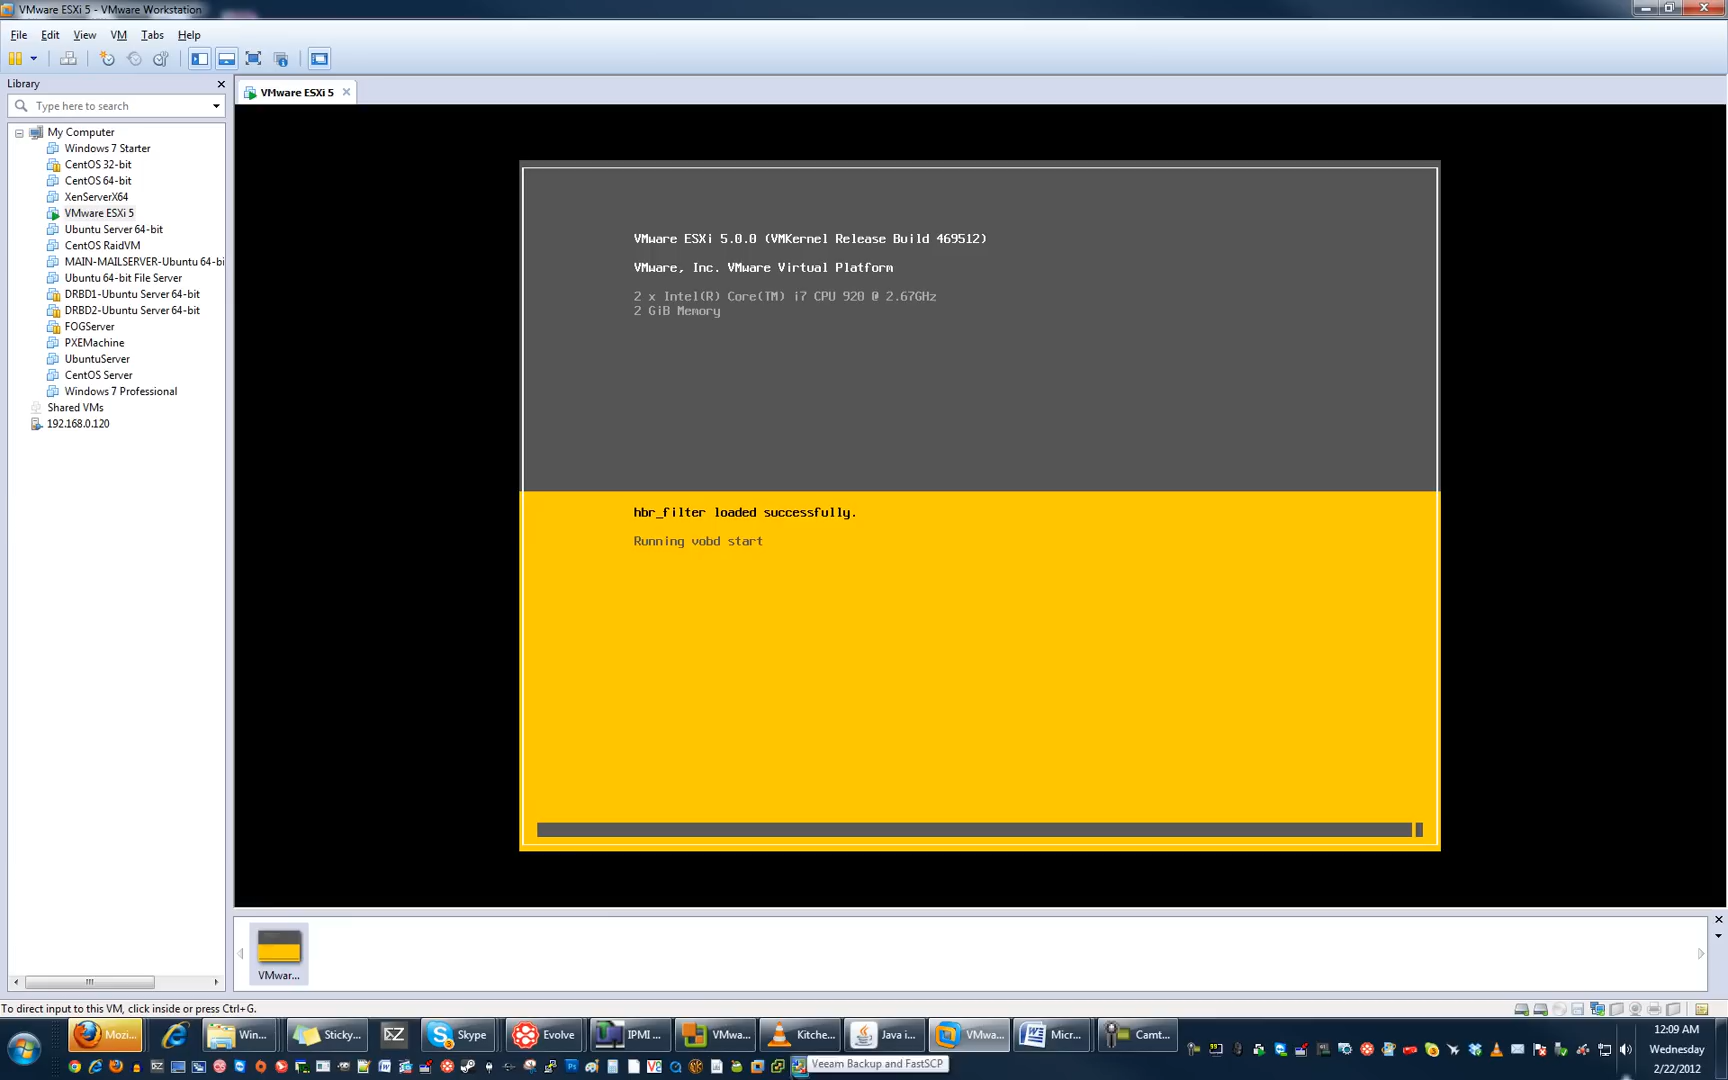 VMware ESXi 5 - VMware Workstation
File Edit View VM Tabs Help
Library
VMware ESXi 5
Type here to search
My Computer
Windows 7 Starter
CentOS 32-bit
CentOS 64-bit
XenServerX64
VMware ESXi 5
Ubuntu Server 64-bit
CentOS RaidVM
MAIN-MAILSERVER-Ubuntu 64-bi
Ubuntu 64-bit File Server
DRBD1-Ubuntu Server 64-bit
DRBD2-Ubuntu Server 64-bit
FOGServer
PXEMachine
UbuntuServer
CentOS Server
Windows 7 Professional
Shared VMs
192.168.0.120
VMware ESXi 5.0.0 (VMKernel Release Build 469512)
VMware, Inc. VMware Virtual Platform
2 x Intel(R) Core(TM) i7 CPU 920 @ 2.67GHz
2 GiB Memory
hbr_filter loaded successfully.
Running vobd start
VMwar...
To direct input to this VM, click inside or press Ctrl+G.
Mozi... Win... Sticky... Skype Evolve IPMI ... VMwa... Kitche... Java i... VMwa... Micr... Camt...
Veeam Backup and FastSCP
12:09 AM
Wednesday
2/22/2012